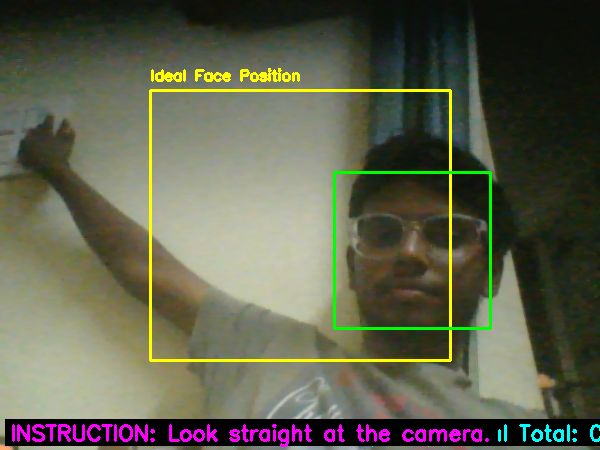 Ideal Face Position
INSTRUCTION: Look straight at the camera. Total: